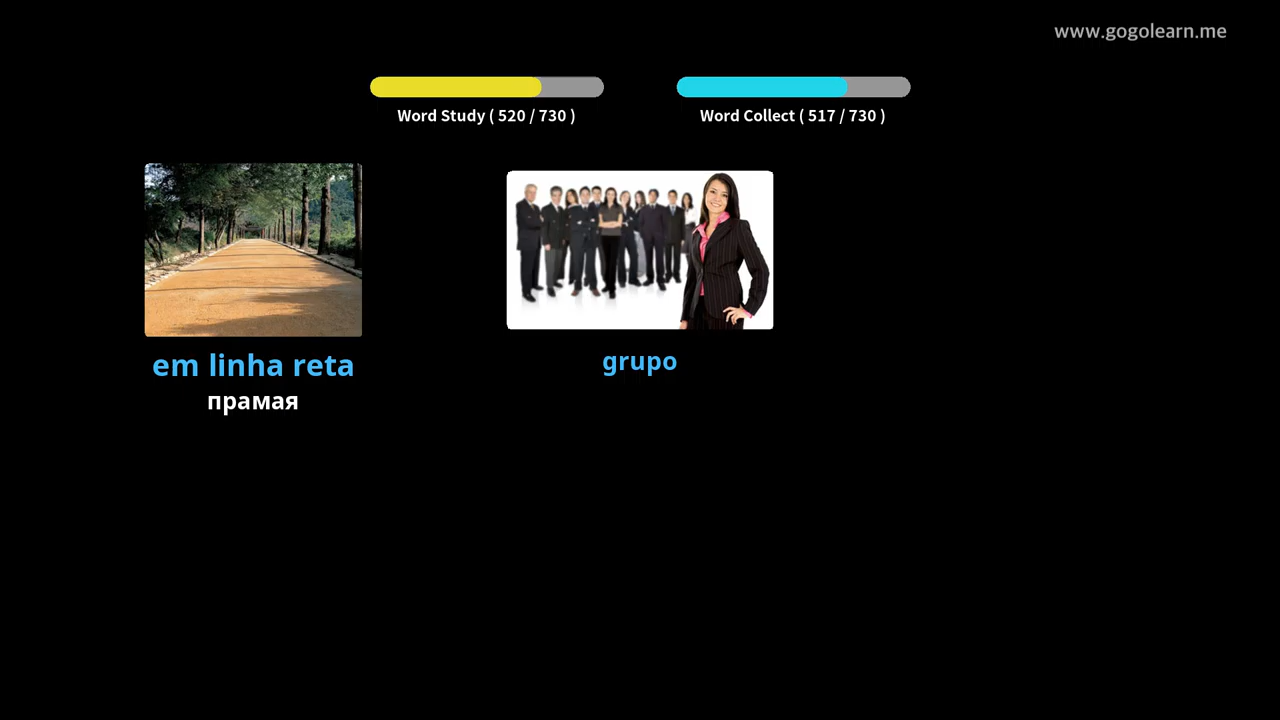 www.gogolearn.me
Word Study ( 520 / 730 )
Word Collect ( 517 / 730 )
em linha reta
прамая
grupo